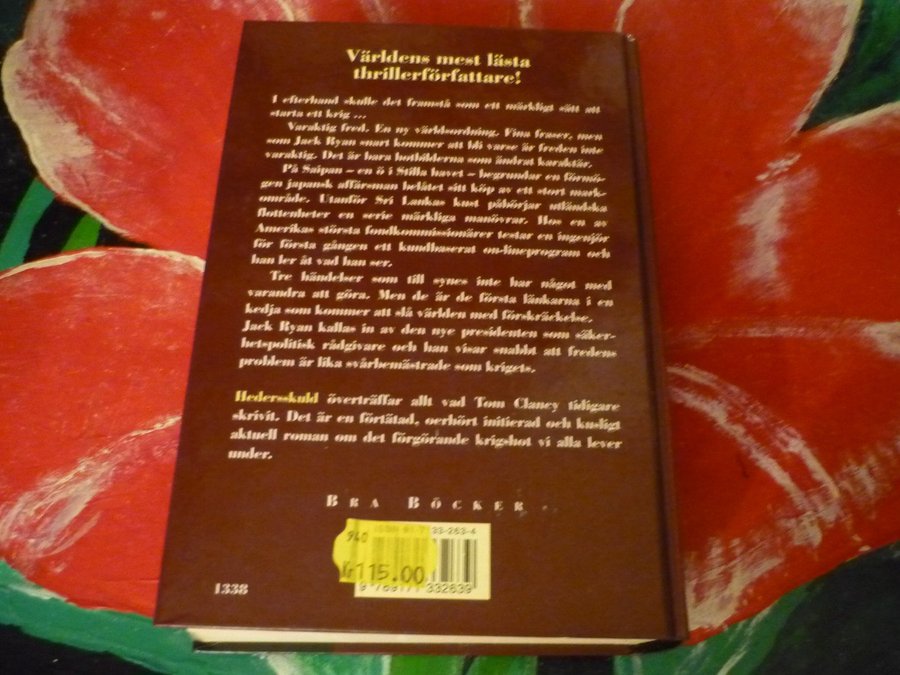 Världens mest lästa
thrillerförfattare!
I efterhand skulle det framstå som ett märkligt sätt att
starta ett krig ...
Varaktig fred. En ny världsordning. Fina fraser, men
som Jack Ryan snart kommer att bli varse är freden inte
varaktig. Det är bara hotbilderna som ändrat karaktär.
På Saipan – en ö i Stilla havet – begrundar en förmö-
gen japansk affärsman belåtet sitt köp av ett stort mark-
område. Utanför Sri Lankas kust påbörjar utländska
flottenheter en serie märkliga manövrar. Hos en av
Amerikas största fondkommissionärer testar en ingenjör
för första gången ett kundbaserat on-lineprogram och
han ler åt vad han ser.
Tre händelser som till synes inte har något med
varandra att göra. Men de är de första länkarna i en
kedja som kommer att slå världen med förskräckelse.
Jack Ryan kallas in av den nye presidenten som säker-
hetspolitisk rådgivare och han visar snabbt att fredens
problem är lika svårbemästrade som krigets.
Hedersskuld överträffar allt vad Tom Clancy tidigare
skrivit. Det är en förtätad, oerhört initierad och kusligt
aktuell roman om det förgörande krigshot vi alla lever
under.
BRA BÖCKER
33-263-4
940
Kr 115.00
332639
1338